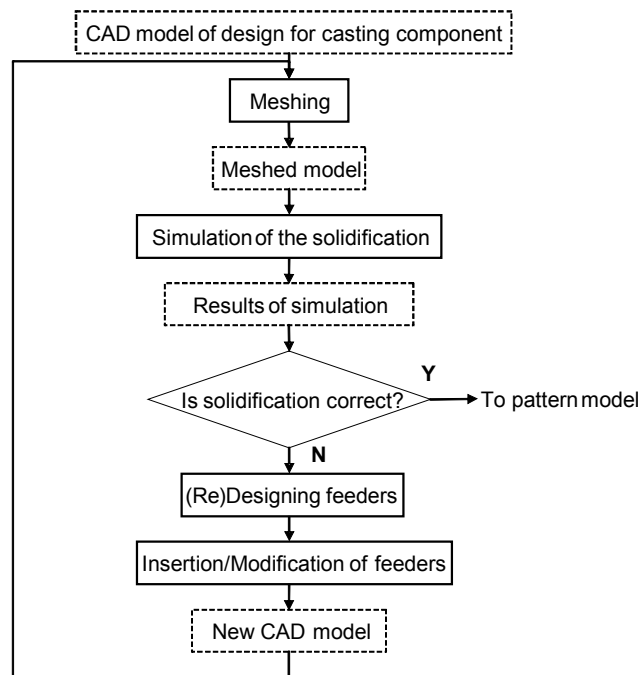 CAD model of design for casting component
Meshing
Meshed model
Simulation of the solidification
Results of simulation
Y
Is solidification correct?
To pattern model
N
(Re)Designing feeders
Insertion/Modification of feeders
New CAD model